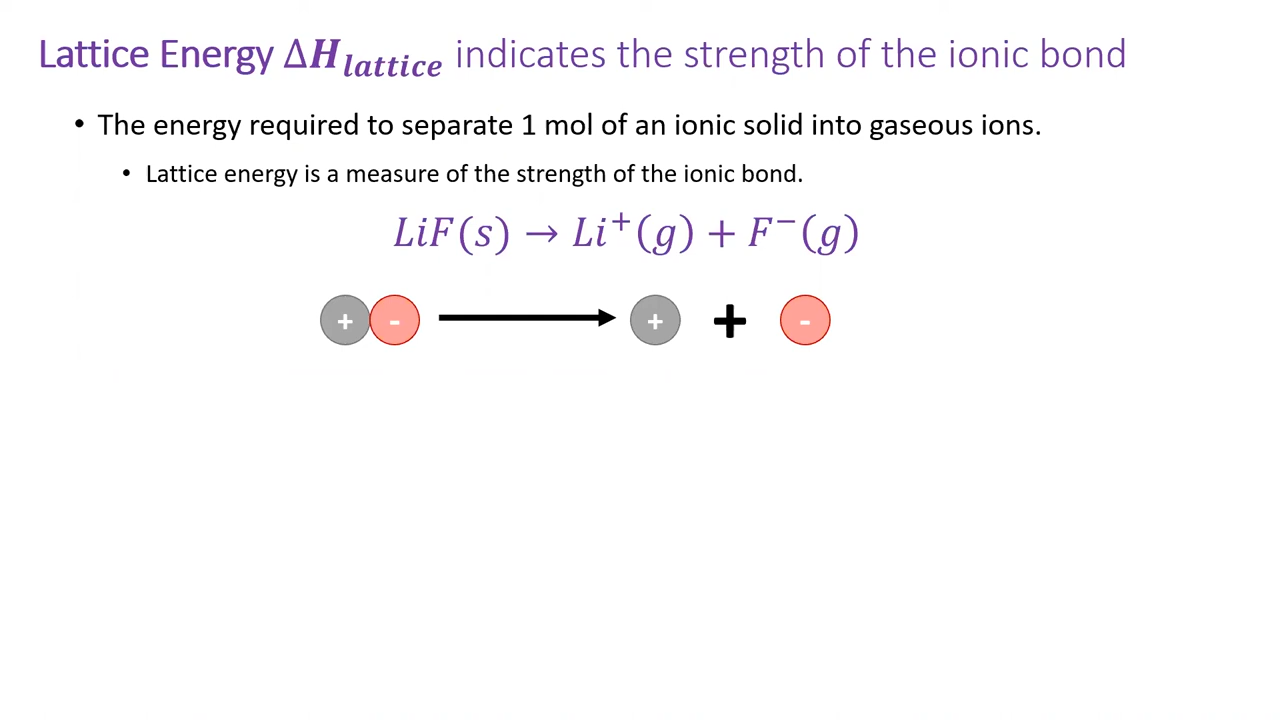 Lattice Energy Δ𝑯𝒍𝒂𝒕𝒕𝒊𝒄𝒆 indicates the strength of the ionic bond
• The energy required to separate 1 mol of an ionic solid into gaseous ions.
• Lattice energy is a measure of the strength of the ionic bond.
𝐿𝑖𝐹(𝑠) → 𝐿𝑖⁺(𝑔) + 𝐹⁻(𝑔)
+ - + + -